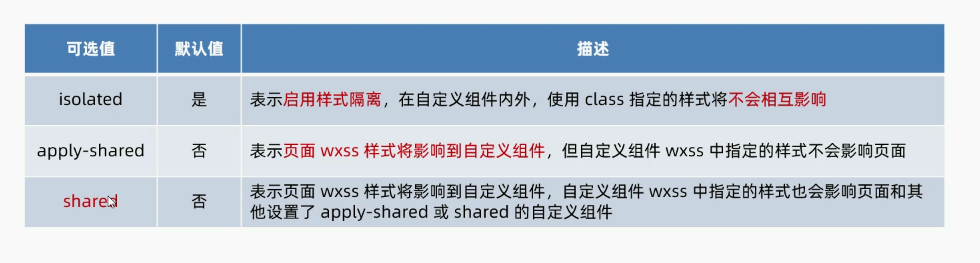 可选值 默认值 描述
isolated 是 表示启用样式隔离，在自定义组件内外，使用 class 指定的样式将不会相互影响
apply-shared 否 表示页面 wxss 样式将影响到自定义组件，但自定义组件 wxss 中指定的样式不会影响页面
shared 否 表示页面 wxss 样式将影响到自定义组件，自定义组件 wxss 中指定的样式也会影响页面和其
他设置了 apply-shared 或 shared 的自定义组件